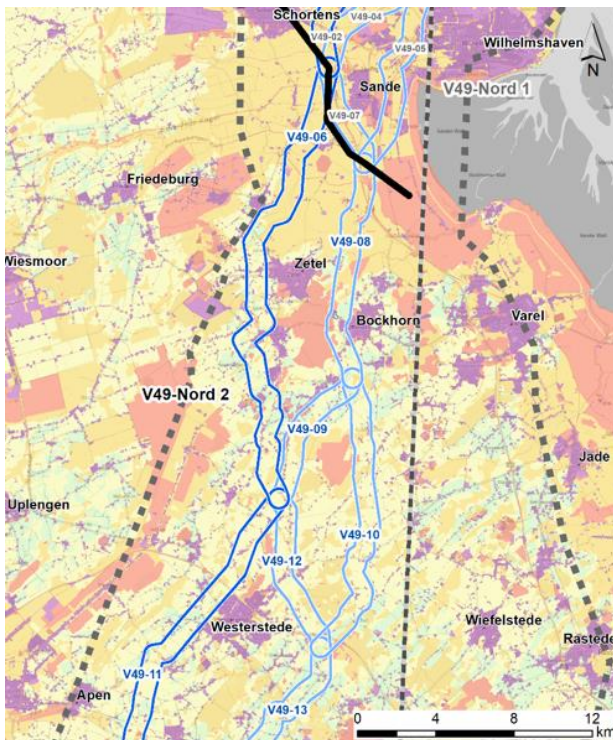 Schortens
V49-04
V49-02
V49-05
Wilhelmshaven
N
Sande
V49-Nord 1
V49-07
V49-06
Friedeburg
V49-08
Wiesmoor
Zetel
Bockhorn
Varel
V49-Nord 2
V49-09
Jade
Uplengen
V49-10
V49-12
Westerstede
Wiefelstede
Rastede
V49-11
Apen
V49-13
0 4 8 12
km